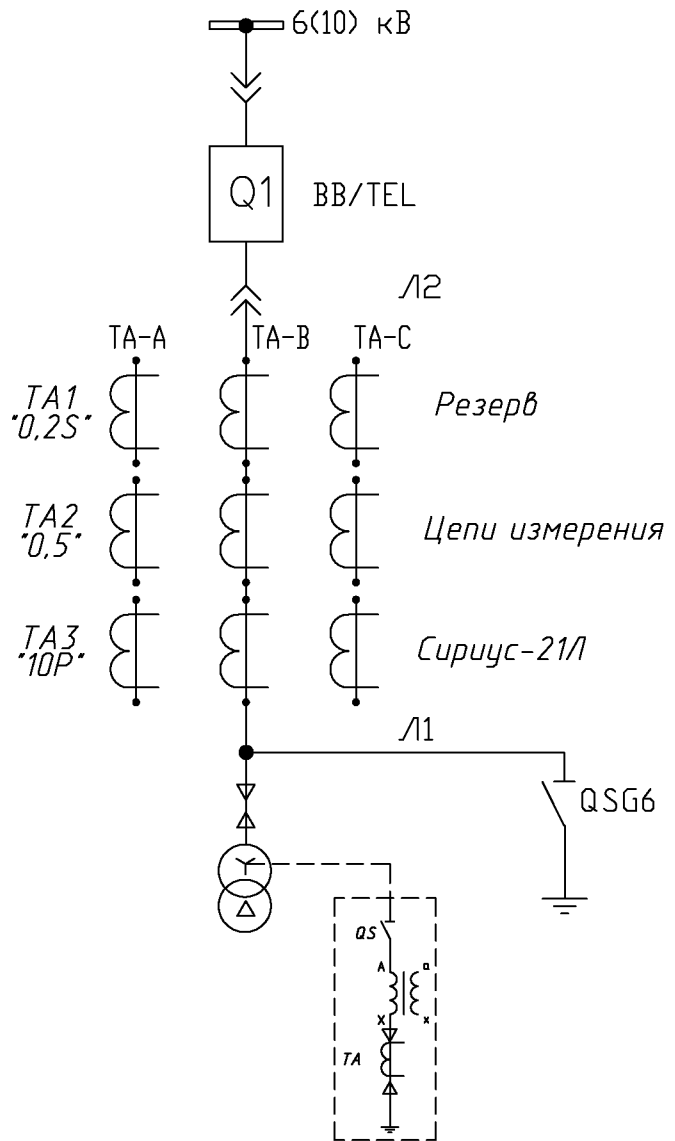 6(10) кВ
Q1 BB/TEL
Л2
TA-A TA-B TA-C
TA1 Резерв
"0,2S"
TA2 Цепи измерения
"0,5"
TA3 Сириус-21Л
"10P"
Л1
QSG6
QS
A a
X x
TA